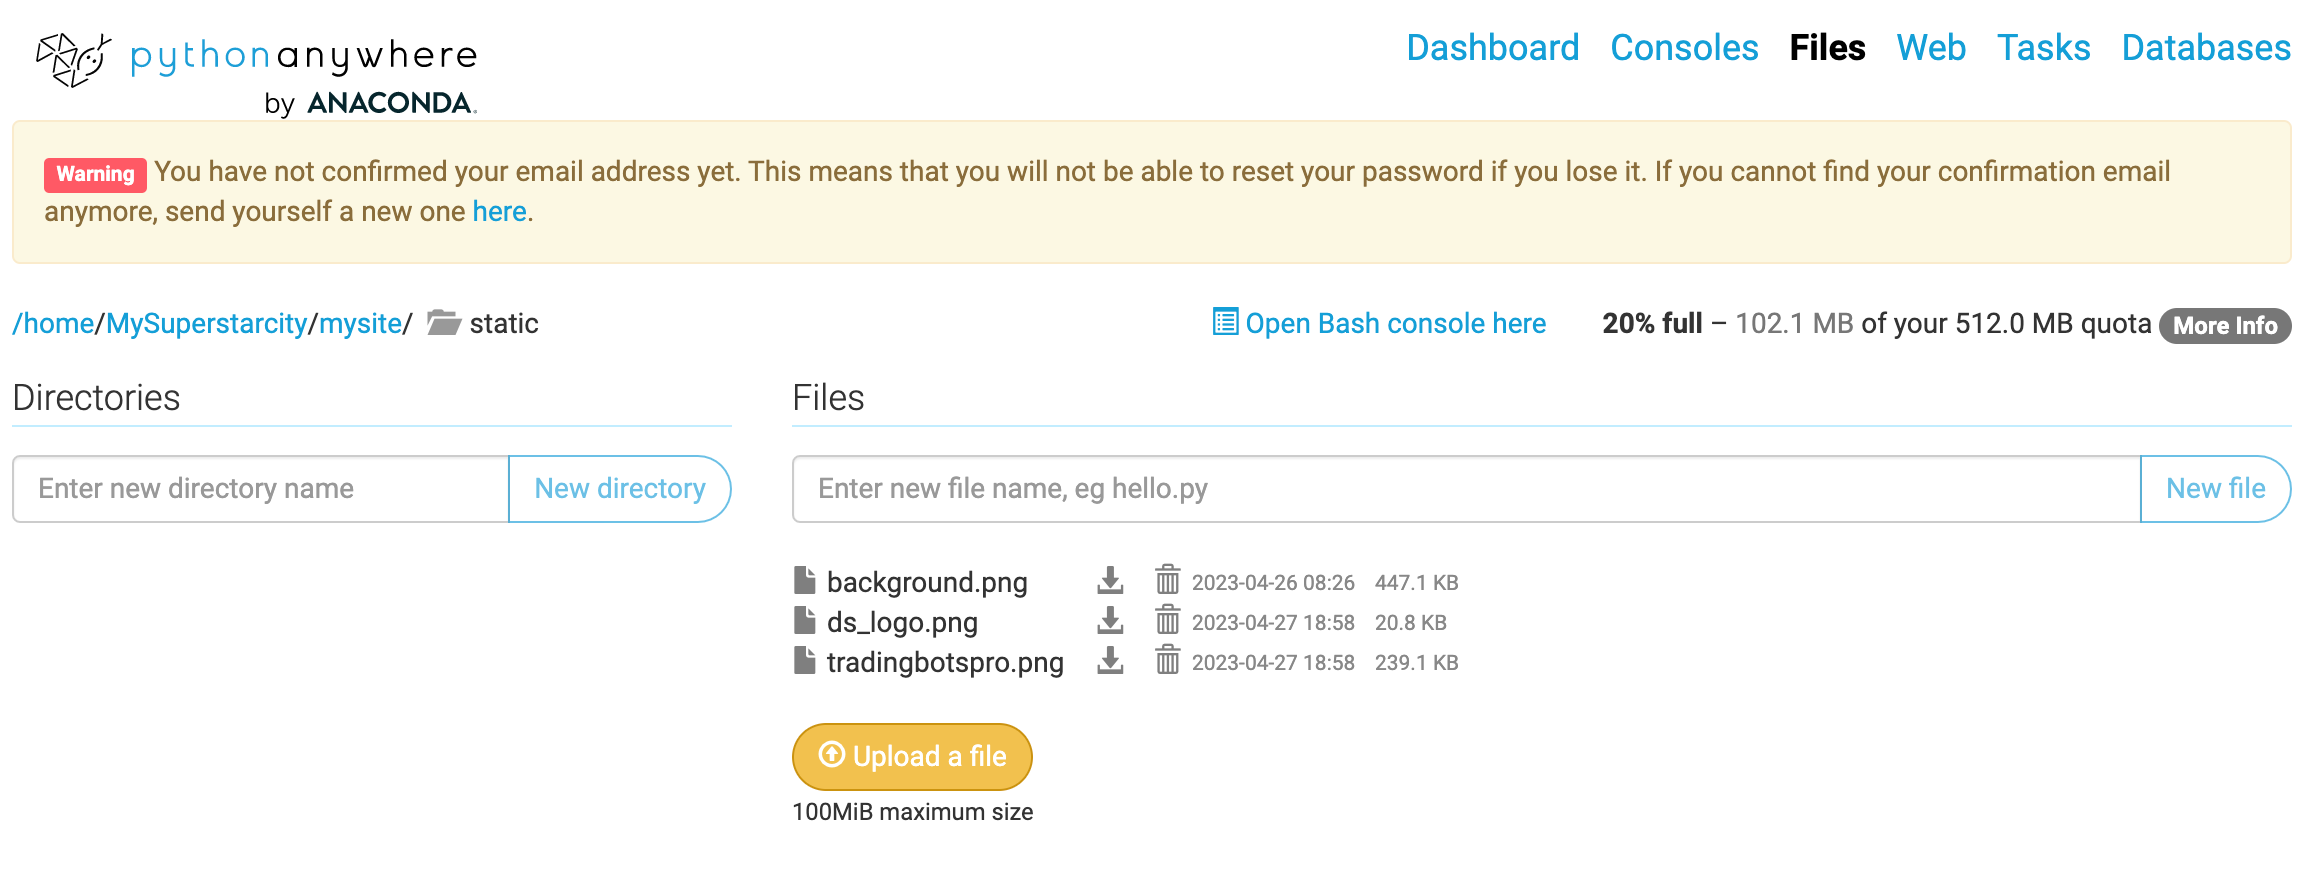 pythonanywhere
by ANACONDA.
Dashboard Consoles Files Web Tasks Databases
Warning You have not confirmed your email address yet. This means that you will not be able to reset your password if you lose it. If you cannot find your confirmation email
anymore, send yourself a new one here.
/home/MySuperstarcity/mysite/ static
Open Bash console here
20% full – 102.1 MB of your 512.0 MB quota More Info
Directories
Enter new directory name New directory
Files
Enter new file name, eg hello.py New file
background.png 2023-04-26 08:26 447.1 KB
ds_logo.png 2023-04-27 18:58 20.8 KB
tradingbotspro.png 2023-04-27 18:58 239.1 KB
Upload a file
100MiB maximum size